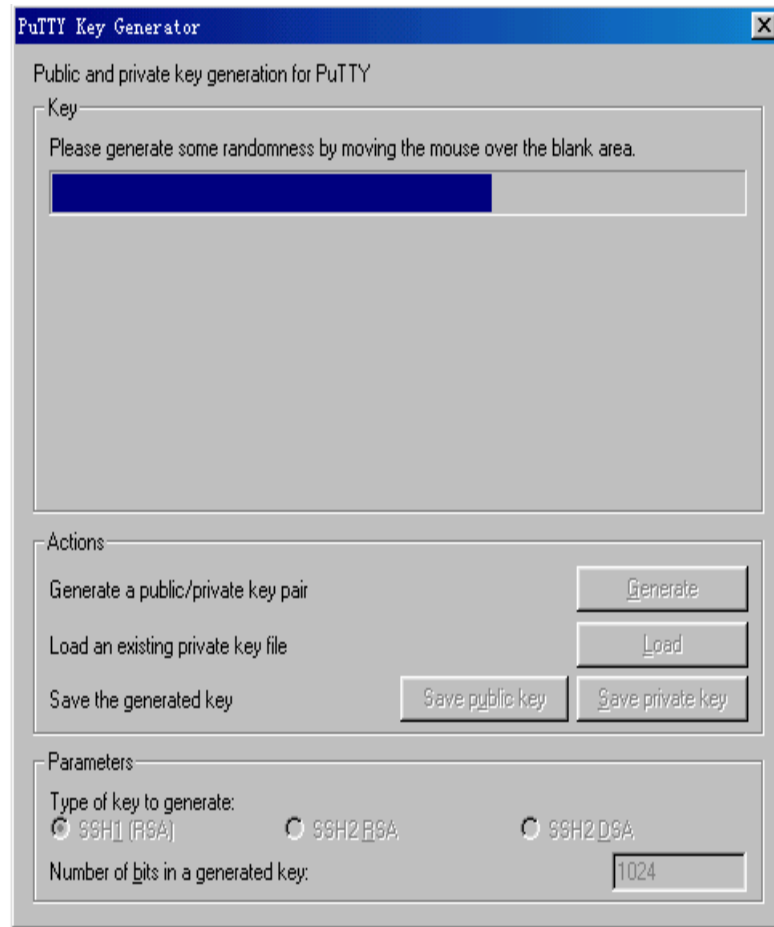 PuTTY Key Generator
Public and private key generation for PuTTY
Key
Please generate some randomness by moving the mouse over the blank area.
Actions
Generate a public/private key pair
Generate
Load an existing private key file
Load
Save the generated key
Save public key
Save private key
Parameters
Type of key to generate:
SSH1 (RSA)
SSH2 RSA
SSH2 DSA
Number of bits in a generated key:
1024